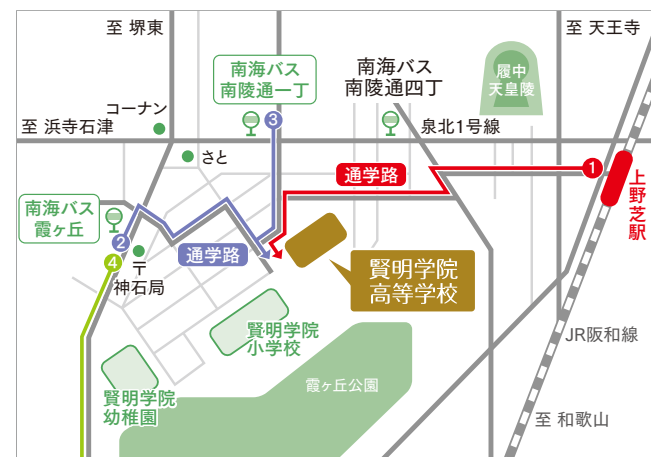 至 堺東
至 天王寺
南海バス
南陵通一丁
南海バス
南陵通四丁
履中
天皇陵
コーナン
至 浜寺石津
3
泉北1号線
さと
通学路
1
上野芝駅
南海バス
霞ヶ丘
2
通学路
4
〒
神石局
賢明学院
高等学校
賢明学院
小学校
JR阪和線
霞ヶ丘公園
賢明学院
幼稚園
至 和歌山